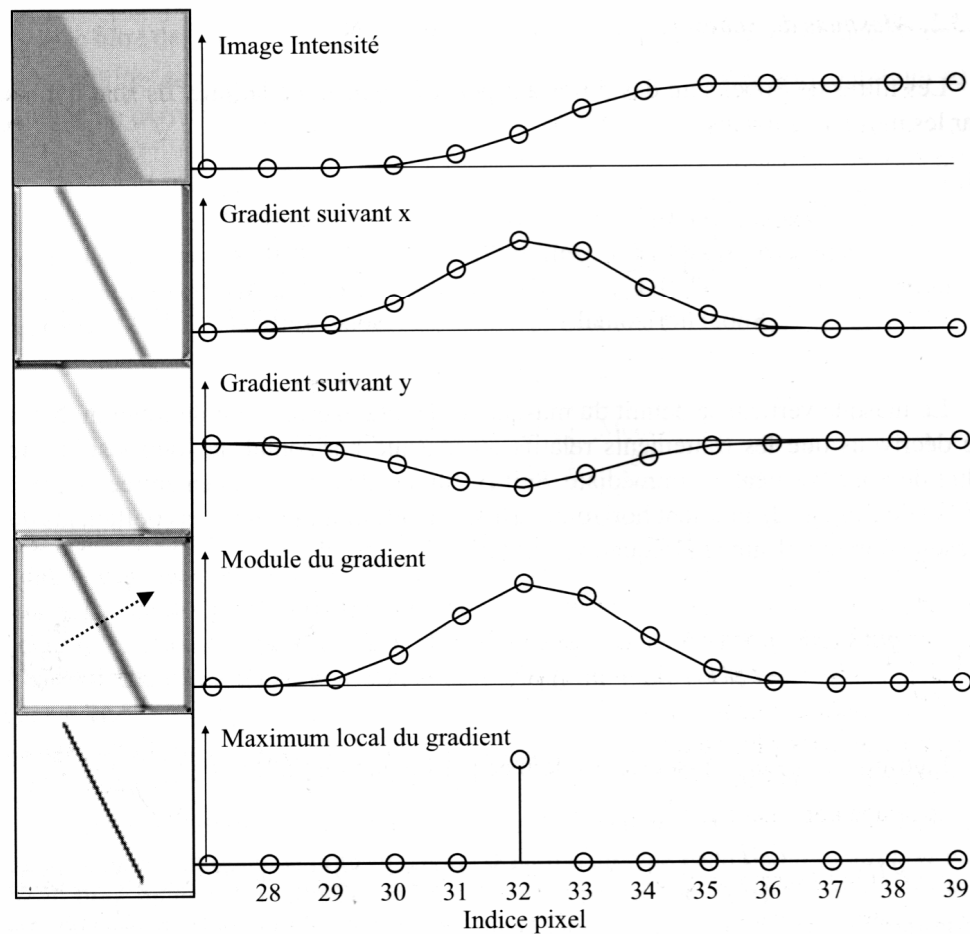 Image Intensité
Gradient suivant x
Gradient suivant y
Module du gradient
Maximum local du gradient
28 29 30 31 32 33 34 35 36 37 38 39
Indice pixel